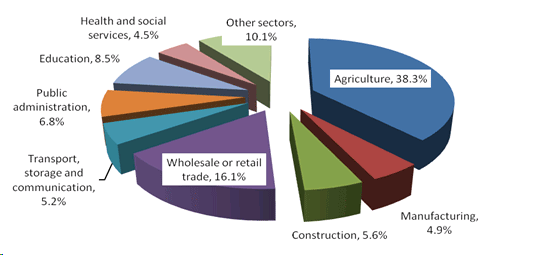 Health and social
services, 4.5%
Other sectors,
10.1%
Education, 8.5%
Agriculture, 38.3%
Public
administration,
6.8%
Transport,
storage and
communication,
5.2%
Wholesale or retail
trade, 16.1%
Manufacturing,
4.9%
Construction, 5.6%